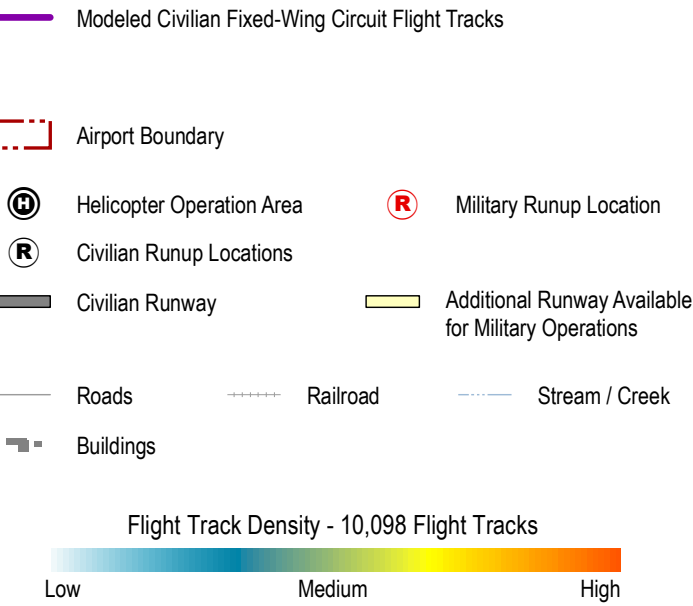 Modeled Civilian Fixed-Wing Circuit Flight Tracks
Airport Boundary
H Helicopter Operation Area
R Military Runup Location
R Civilian Runup Locations
Civilian Runway
Additional Runway Available
for Military Operations
Roads
Railroad
Stream / Creek
Buildings
Flight Track Density - 10,098 Flight Tracks
Low Medium High